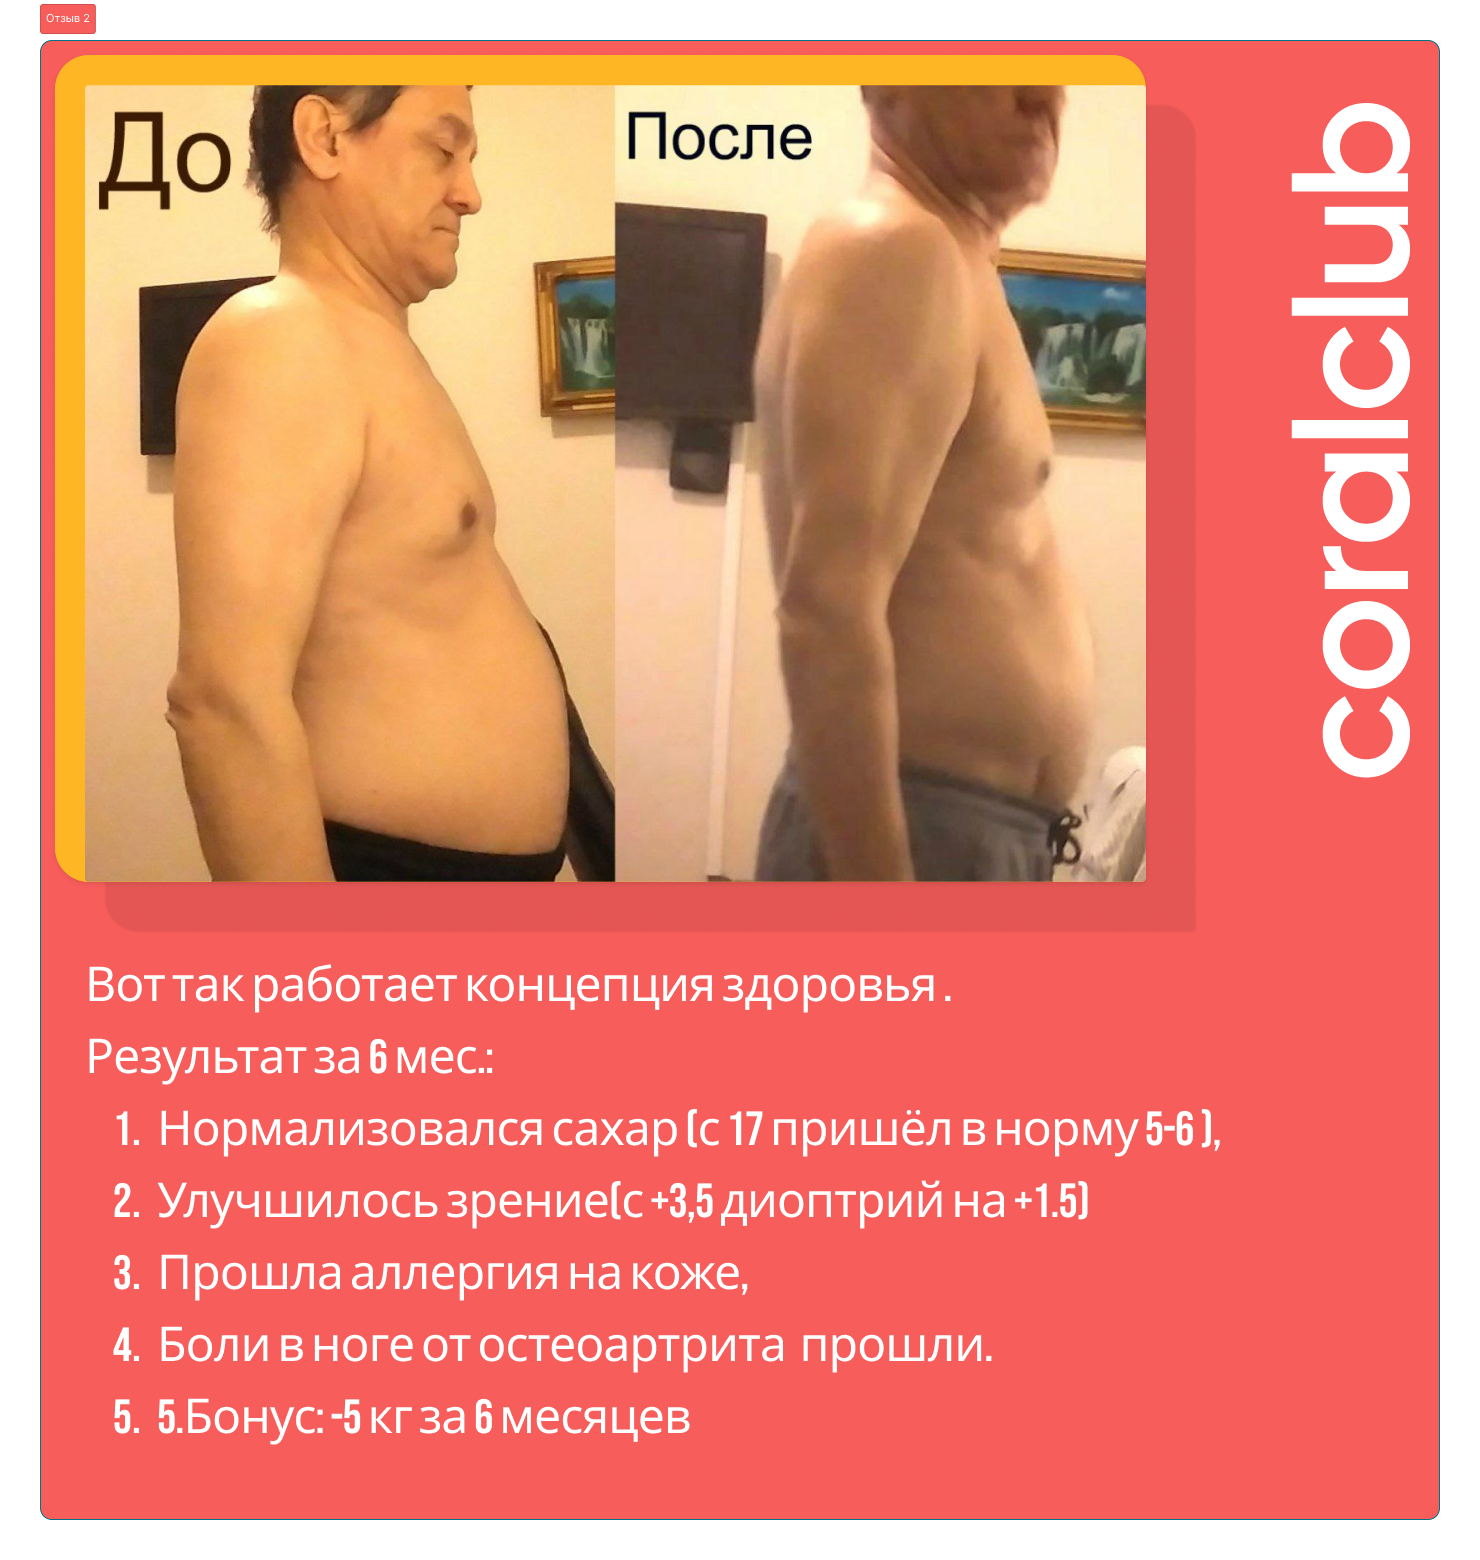 Отзыв 2
До
После
coralclub
Вот так работает концепция здоровья .
Результат за 6 мес.:
1. Нормализовался сахар (с 17 пришёл в норму 5-6 ),
2. Улучшилось зрение(с +3,5 диоптрий на +1.5)
3. Прошла аллергия на коже,
4. Боли в ноге от остеоартрита прошли.
5. 5.Бонус: -5 кг за 6 месяцев